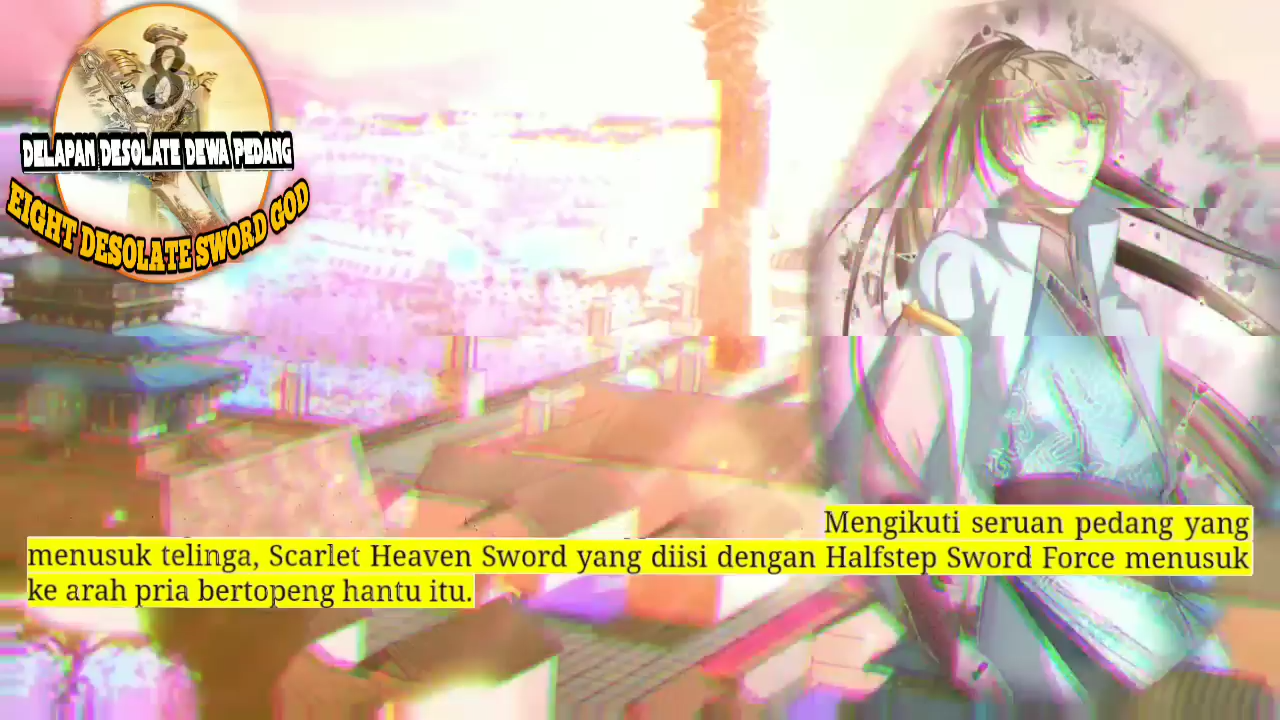 8
DELAPAN DESOLATE DEWA PEDANG
EIGHT DESOLATE SWORD GOD
Mengikuti seruan pedang yang
menusuk telinga, Scarlet Heaven Sword yang diisi dengan Halfstep Sword Force menusuk
ke arah pria bertopeng hantu itu.